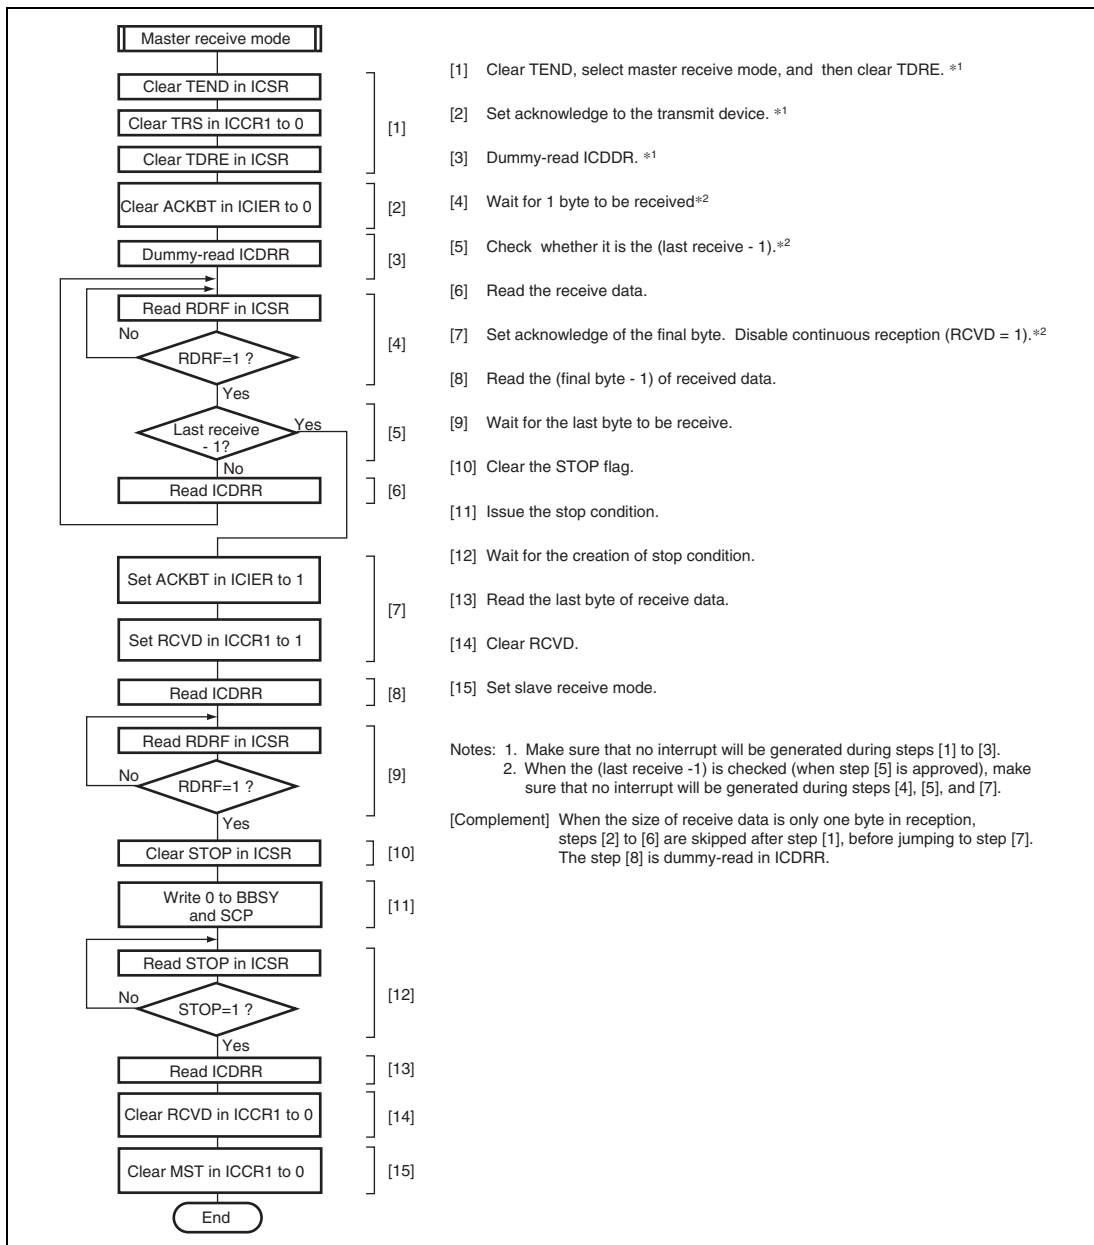 Master receive mode
Clear TEND in ICSR
Clear TRS in ICCR1 to 0
Clear TDRE in ICSR
[1]
Clear ACKBT in ICIER to 0
[2]
Dummy-read ICDRR
[3]
Read RDRF in ICSR
No
RDRF=1 ?
[4]
Yes
Last receive
- 1?
Yes
[5]
No
Read ICDRR
[6]
Set ACKBT in ICIER to 1
[7]
Set RCVD in ICCR1 to 1
Read ICDRR
[8]
Read RDRF in ICSR
No
RDRF=1 ?
[9]
Yes
Clear STOP in ICSR
[10]
Write 0 to BBSY
and SCP
[11]
Read STOP in ICSR
No
STOP=1 ?
[12]
Yes
Read ICDRR
[13]
Clear RCVD in ICCR1 to 0
[14]
Clear MST in ICCR1 to 0
[15]
End
[1] Clear TEND, select master receive mode, and then clear TDRE. *1
[2] Set acknowledge to the transmit device. *1
[3] Dummy-read ICDDR. *1
[4] Wait for 1 byte to be received*2
[5] Check whether it is the (last receive - 1).*2
[6] Read the receive data.
[7] Set acknowledge of the final byte. Disable continuous reception (RCVD = 1).*2
[8] Read the (final byte - 1) of received data.
[9] Wait for the last byte to be receive.
[10] Clear the STOP flag.
[11] Issue the stop condition.
[12] Wait for the creation of stop condition.
[13] Read the last byte of receive data.
[14] Clear RCVD.
[15] Set slave receive mode.
Notes: 1. Make sure that no interrupt will be generated during steps [1] to [3].
2. When the (last receive -1) is checked (when step [5] is approved), make
sure that no interrupt will be generated during steps [4], [5], and [7].
[Complement] When the size of receive data is only one byte in reception,
steps [2] to [6] are skipped after step [1], before jumping to step [7].
The step [8] is dummy-read in ICDRR.